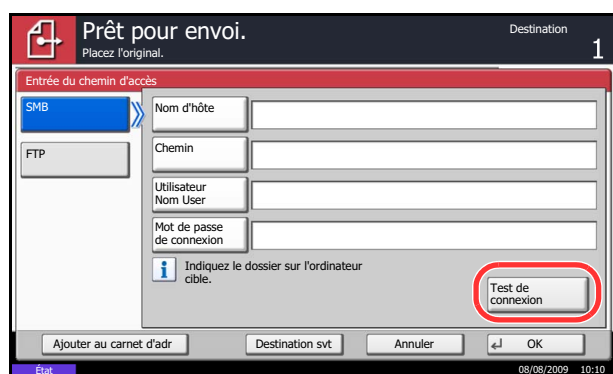 Prêt pour envoi.
Placez l'original.
Destination
1
Entrée du chemin d'accès
SMB
FTP
Nom d'hôte
Chemin
Utilisateur
Nom User
Mot de passe
de connexion
i
Indiquez le dossier sur l'ordinateur
cible.
Test de
connexion
Ajouter au carnet d'adr
Destination svt
Annuler
OK
État
08/08/2009 10:10